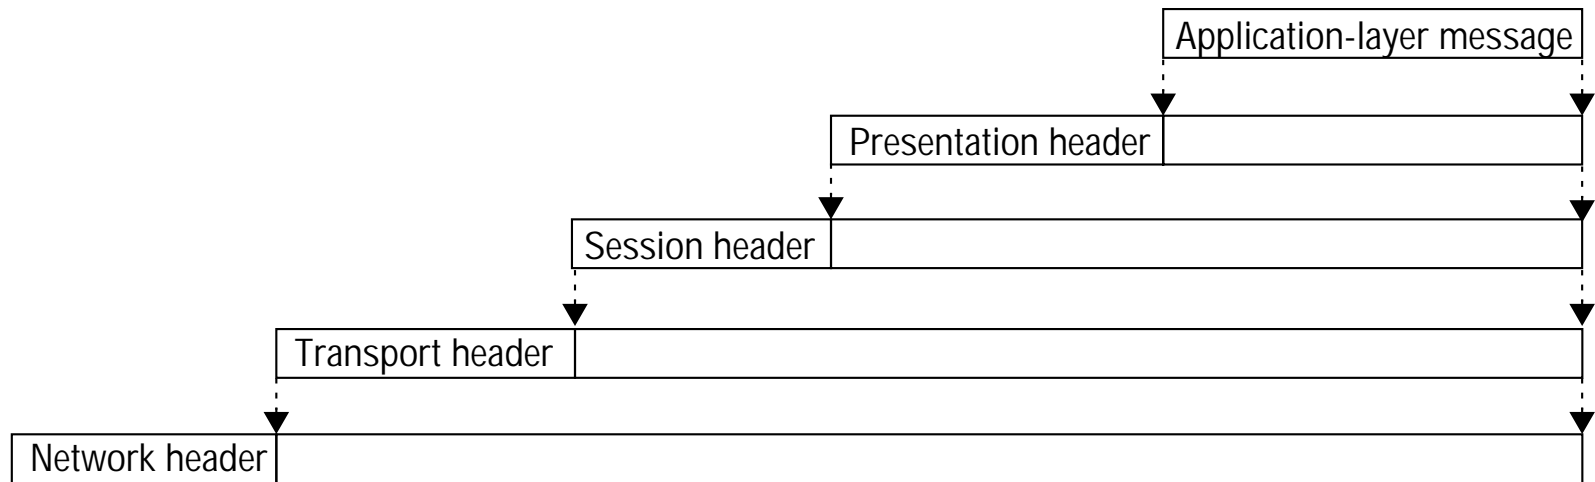 Application-layer message
Presentation header
Session header
Transport header
Network header